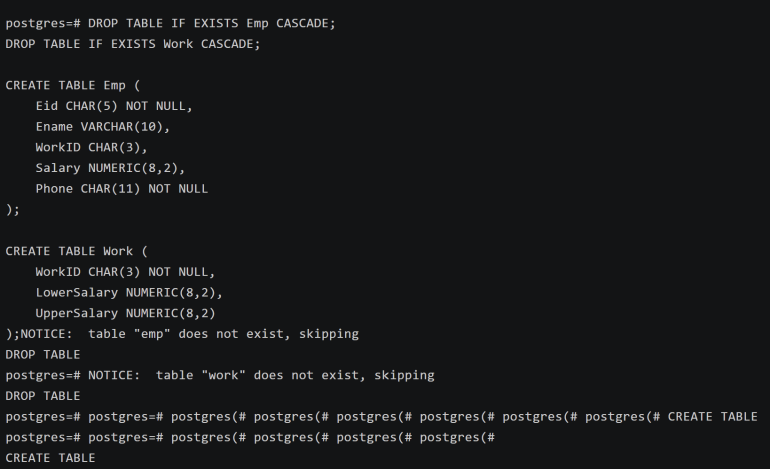 postgres=# DROP TABLE IF EXISTS Emp CASCADE;
DROP TABLE IF EXISTS Work CASCADE;

CREATE TABLE Emp (
    Eid CHAR(5) NOT NULL,
    Ename VARCHAR(10),
    WorkID CHAR(3),
    Salary NUMERIC(8,2),
    Phone CHAR(11) NOT NULL
);

CREATE TABLE Work (
    WorkID CHAR(3) NOT NULL,
    LowerSalary NUMERIC(8,2),
    UpperSalary NUMERIC(8,2)
);NOTICE:  table "emp" does not exist, skipping
DROP TABLE
postgres=# NOTICE:  table "work" does not exist, skipping
DROP TABLE
postgres=# postgres=# postgres(# postgres(# postgres(# postgres(# postgres(# postgres(# CREATE TABLE
postgres=# postgres=# postgres(# postgres(# postgres(# postgres(#
CREATE TABLE